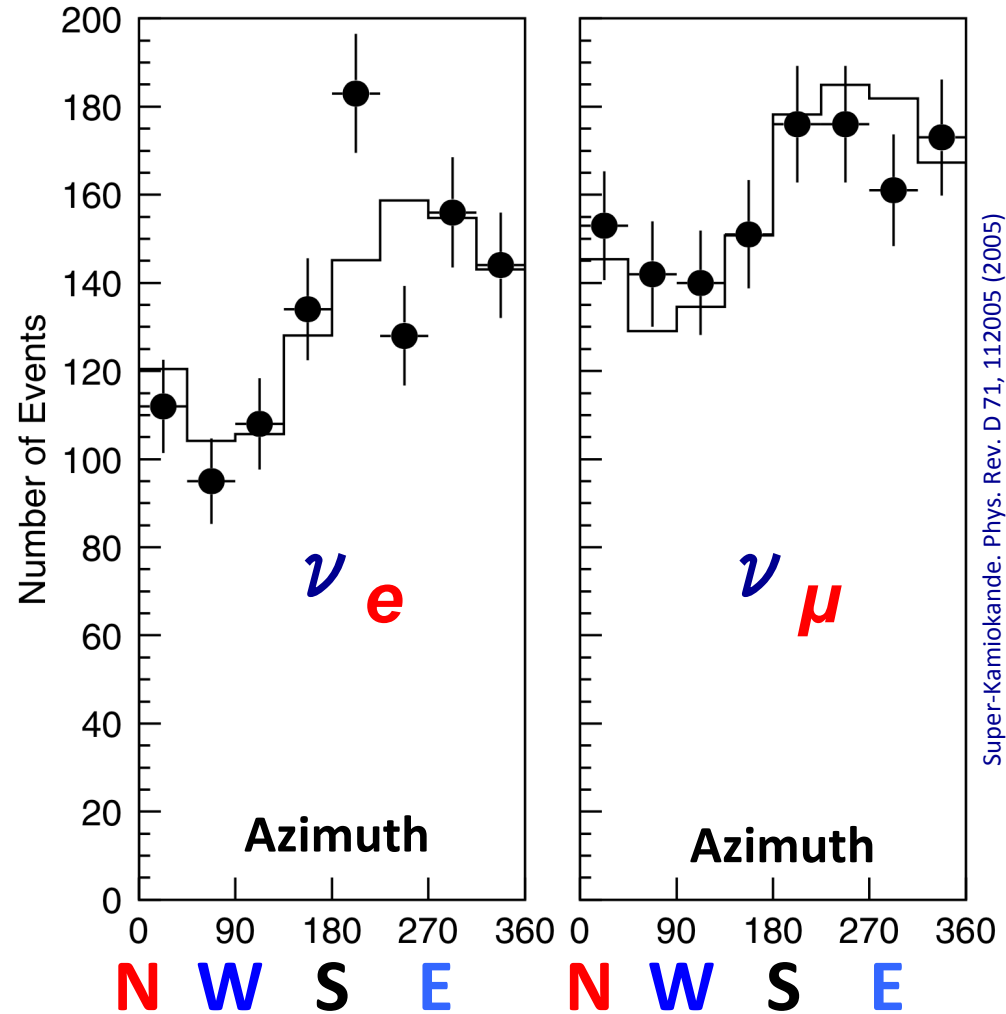 Number of Events
200
180
160
140
120
100
80
60
40
20
0
ν e
Azimuth
0 90 180 270 360
N W S E
ν μ
Azimuth
0 90 180 270 360
N W S E
Super-Kamiokande. Phys. Rev. D 71, 112005 (2005)